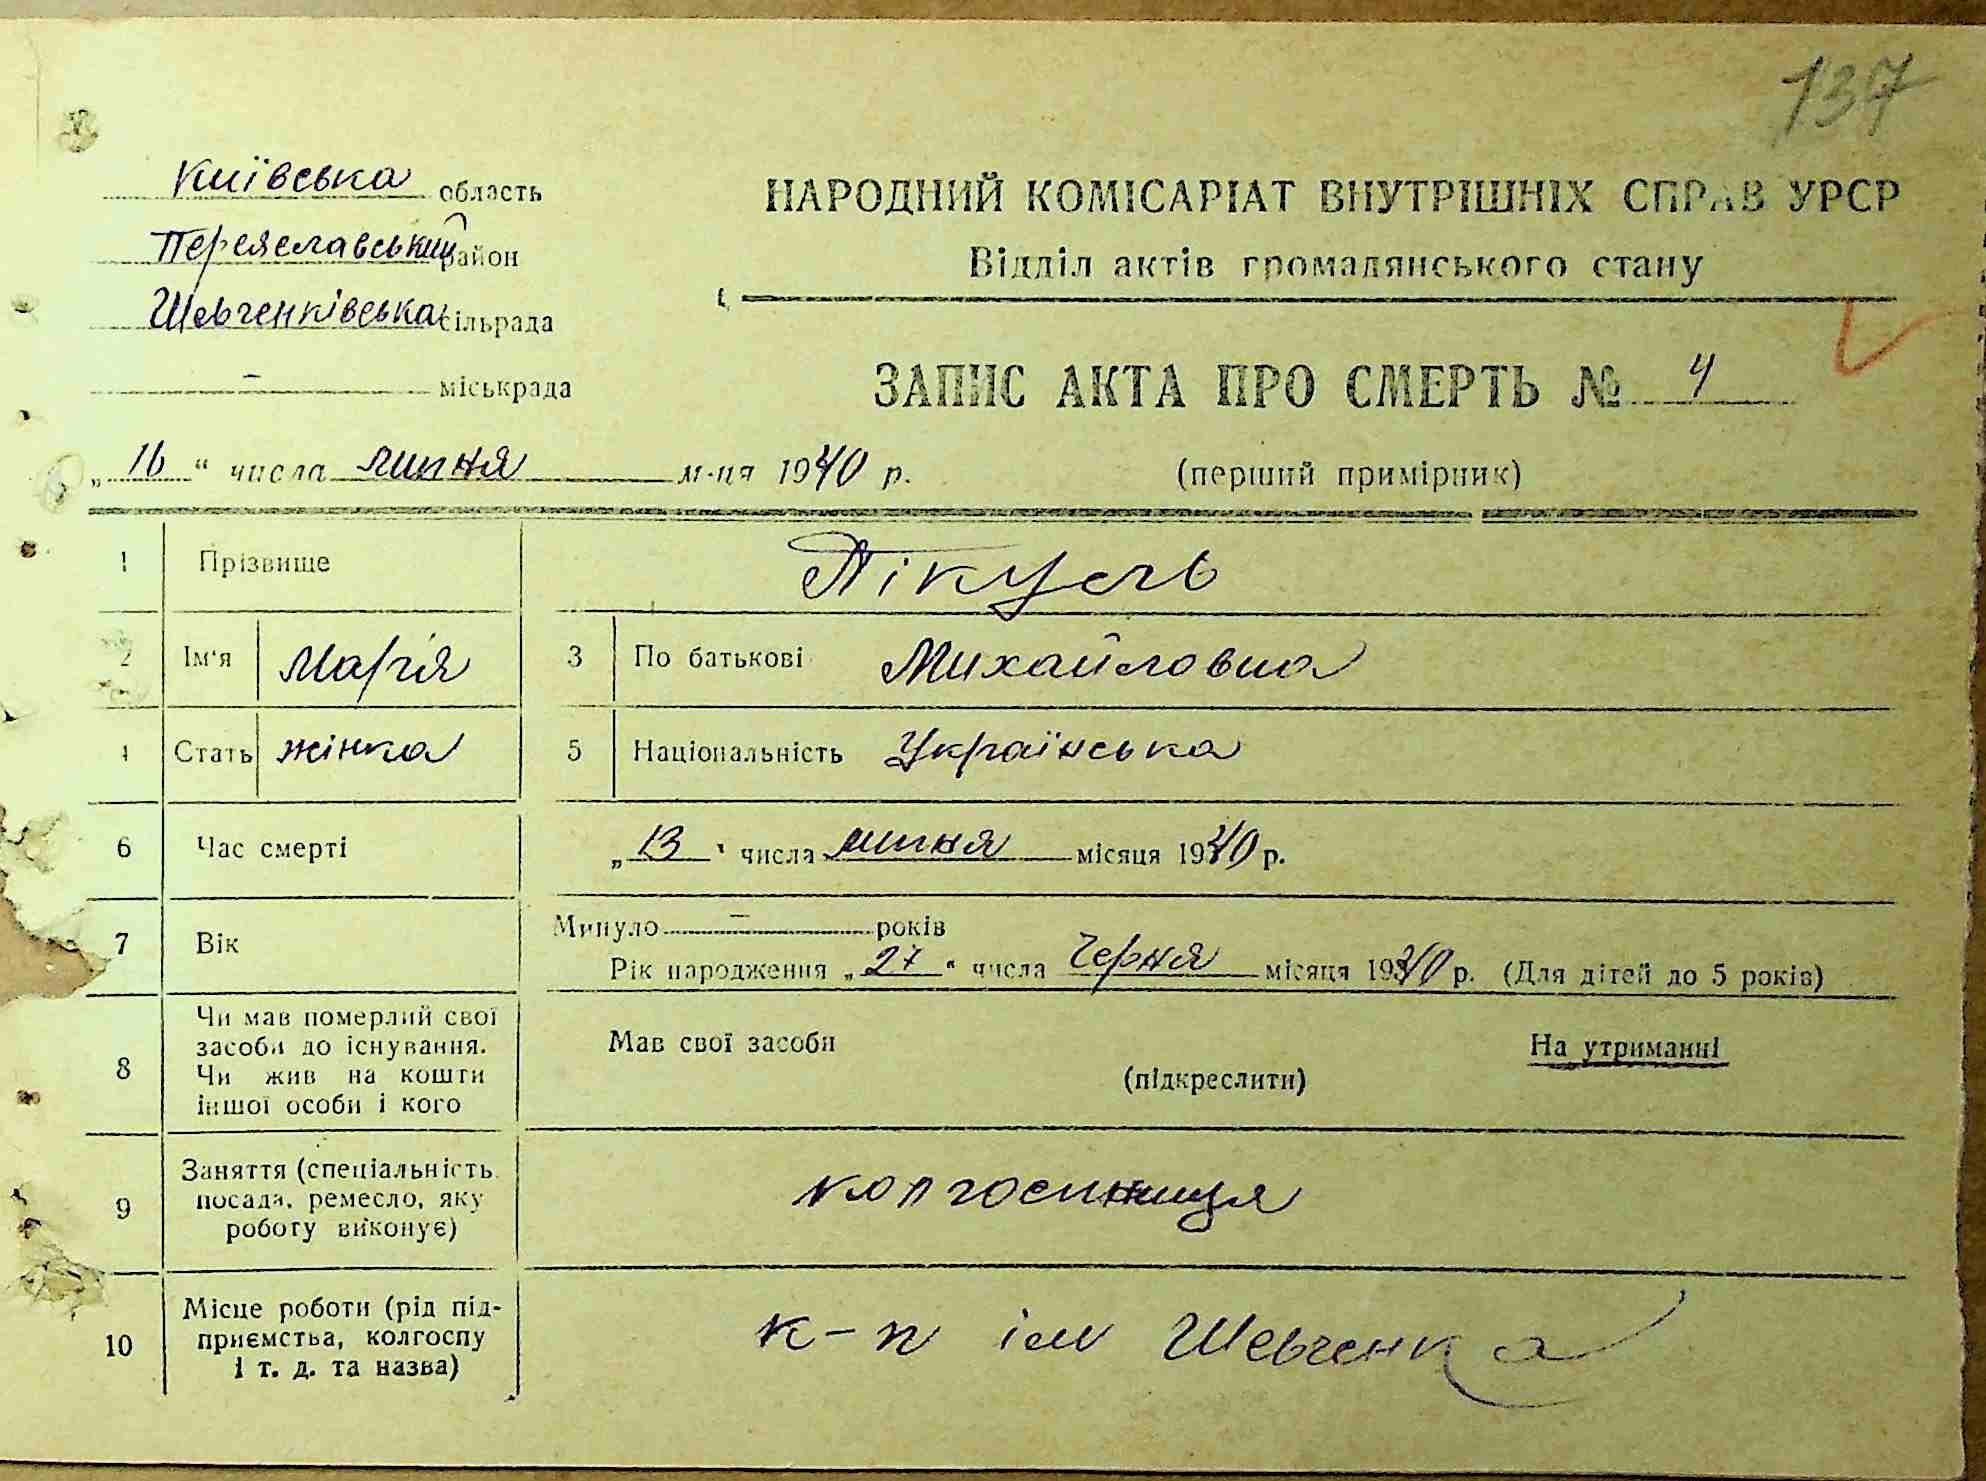 137
Київська область
Переяславський район
Шевченківська сільрада
– міськрада
НАРОДНИЙ КОМІСАРІАТ ВНУТРІШНІХ СПРАВ УРСР
Відділ актів громадянського стану
ЗАПИС АКТА ПРО СМЕРТЬ № 4
„16“ числа липня м-ця 1940 р.
(перший примірник)
1 Прізвище Пікуль
2 Ім'я Марія 3 По батькові Михайловна
4 Стать жінка 5 Національність Українська
6 Час смерті „13“ числа липня місяця 1940 р.
7 Вік Минуло – років
Рік народження „27“ числа Черня місяця 1940 р. (Для дітей до 5 років)
8 Чи мав померлий свої
засоби до існування.
Чи жив на кошти
іншої особи і кого
Мав свої засоби
(підкреслити)
На утриманні
9 Заняття (спеціальність
посада, ремесло, яку
роботу виконує)
колгоспниця
10 Місце роботи (рід під-
приємства, колгоспу
і т. д. та назва)
к-п ім Шевченка